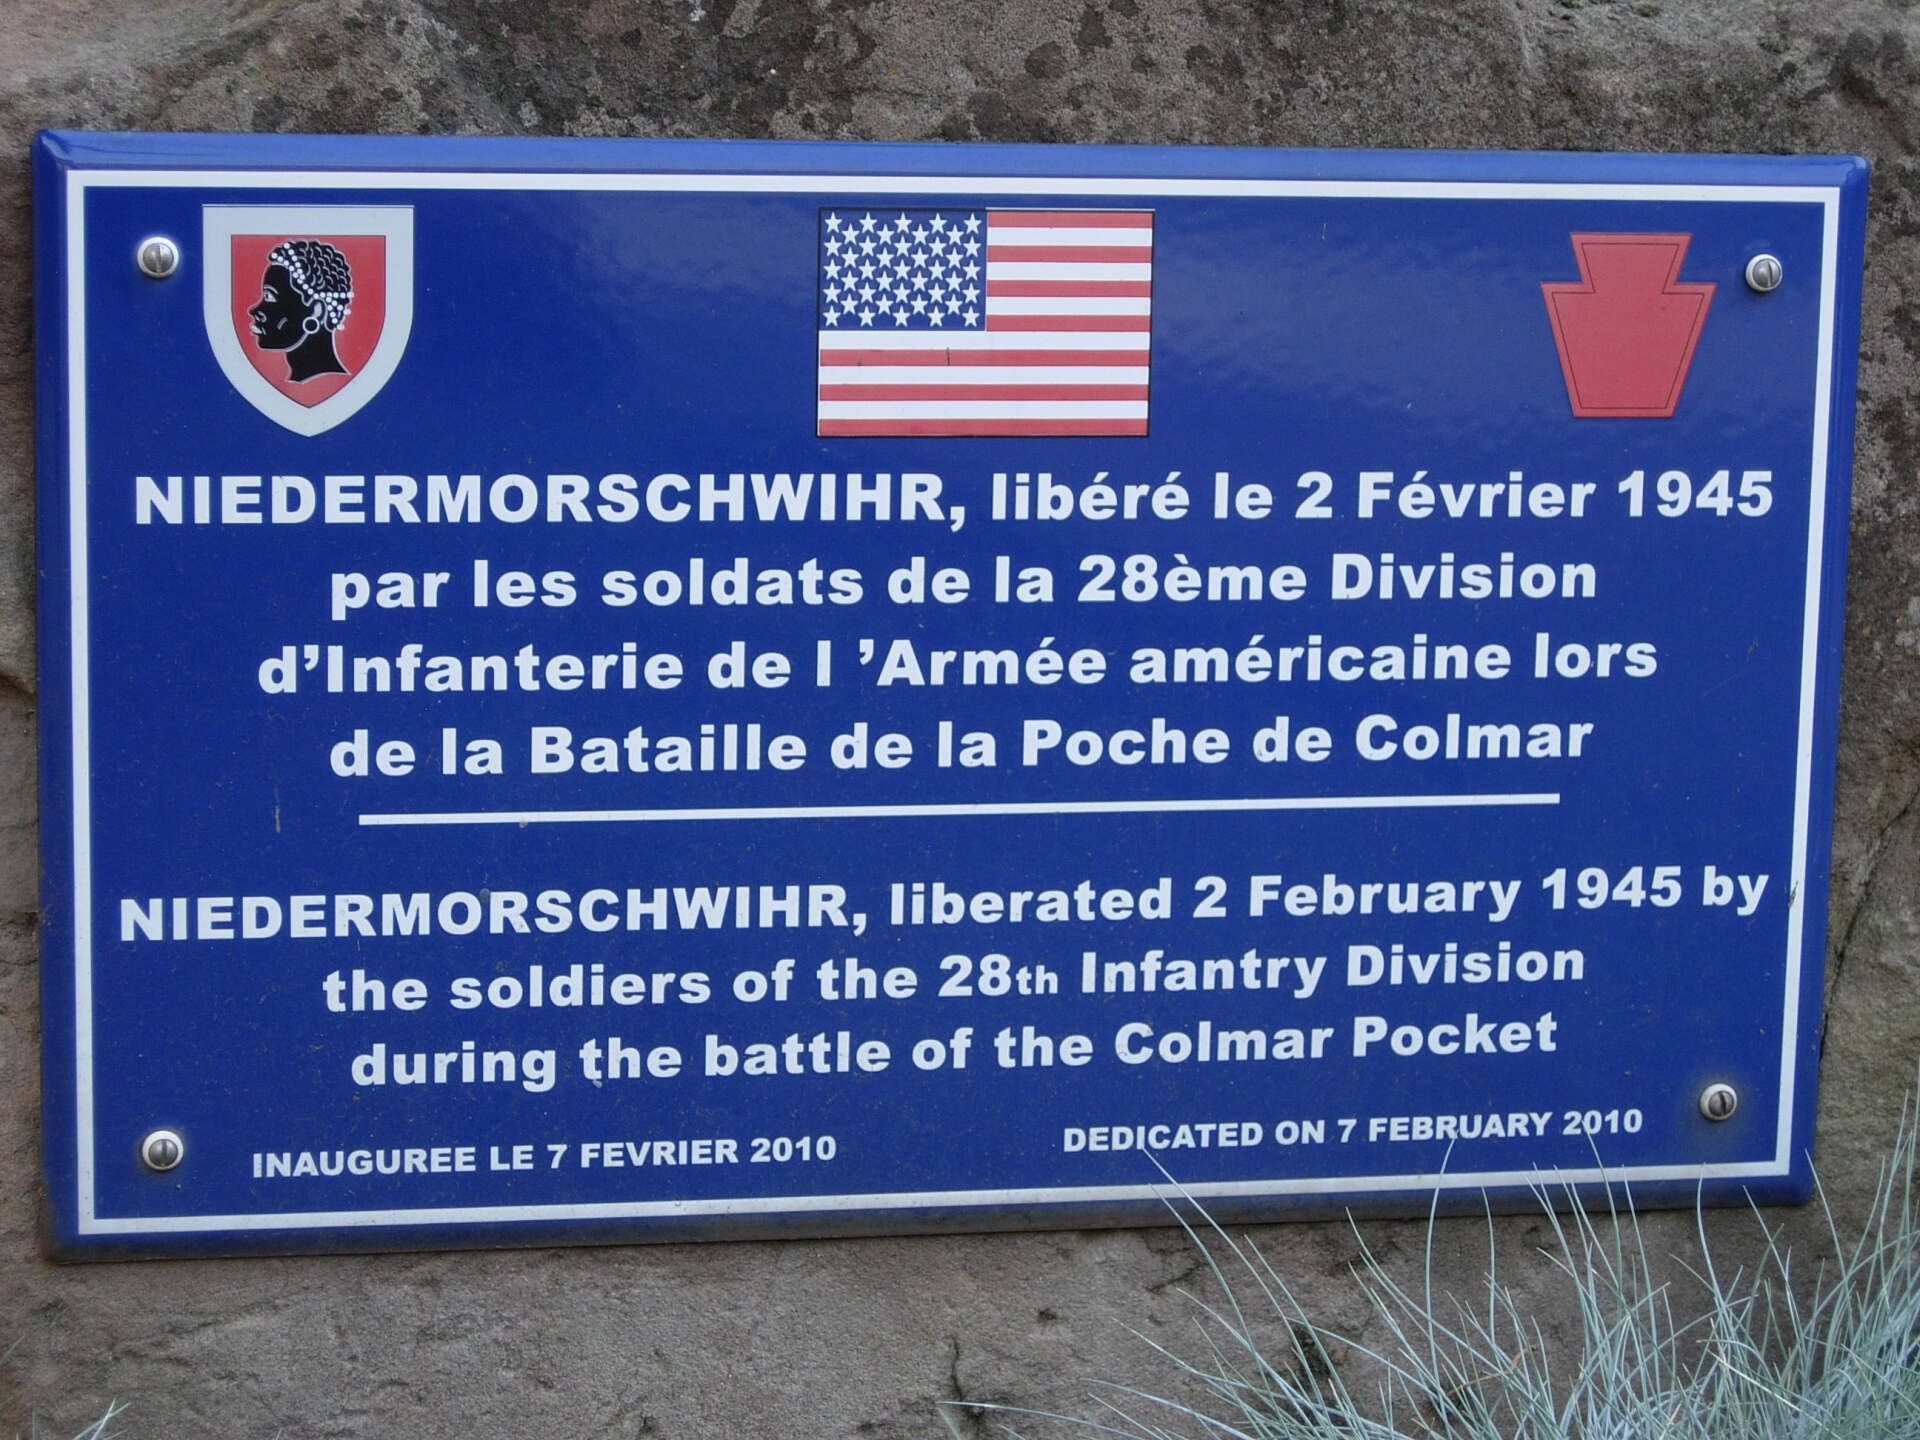 NIEDERMORSCHWIHR, libéré le 2 Février 1945
par les soldats de la 28ème Division
d'Infanterie de l 'Armée américaine lors
de la Bataille de la Poche de Colmar
NIEDERMORSCHWIHR, liberated 2 February 1945 by
the soldiers of the 28th Infantry Division
during the battle of the Colmar Pocket
INAUGUREE LE 7 FEVRIER 2010
DEDICATED ON 7 FEBRUARY 2010